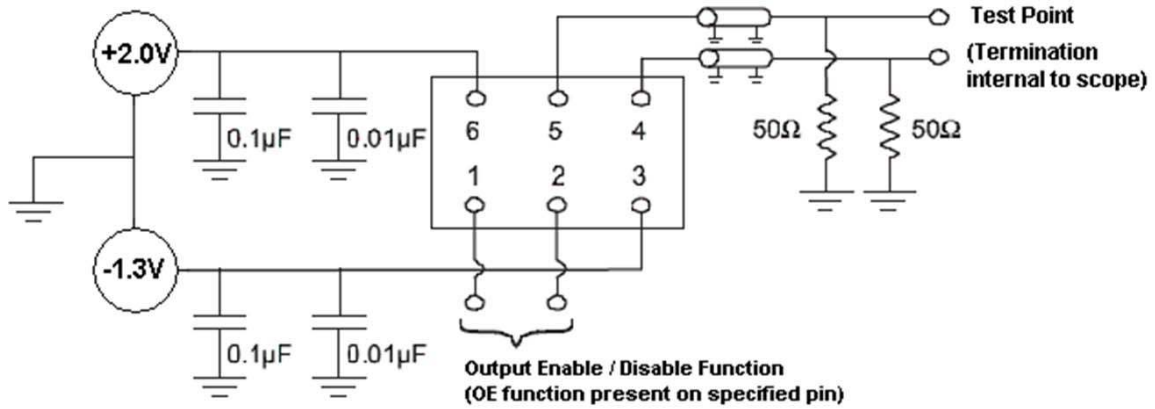 +2.0V
0.1µF
0.01µF
6
5
4
1
2
3
Test Point
(Termination
internal to scope)
50Ω
50Ω
-1.3V
0.1µF
0.01µF
Output Enable / Disable Function
(OE function present on specified pin)